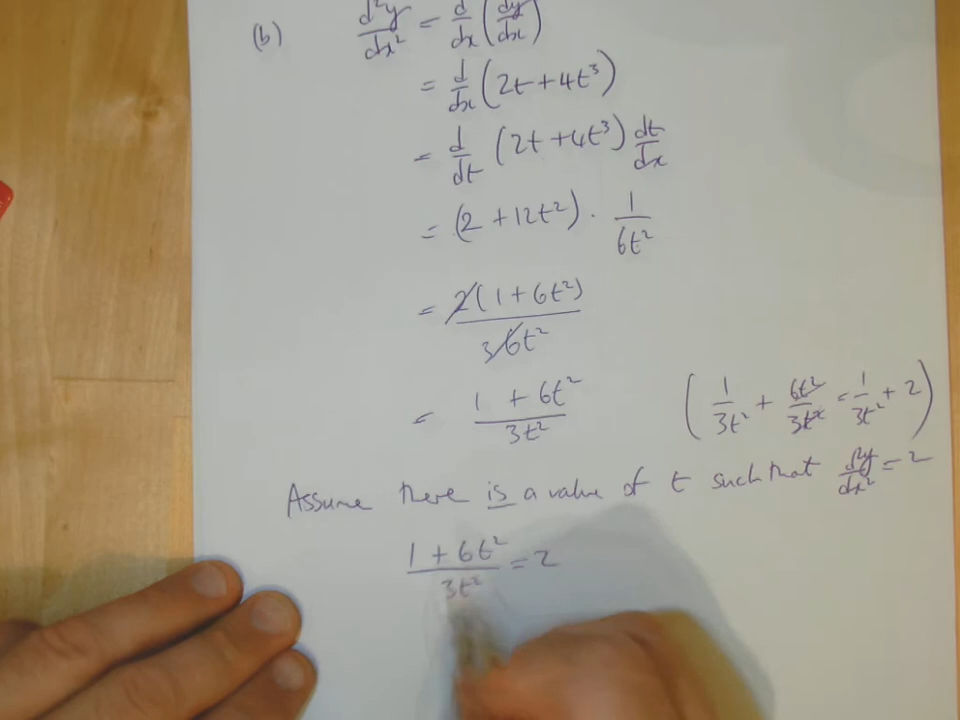 (b) d²y/dx² = d/dx (dy/dx)
= d/dx (2t + 4t³)
= d/dt (2t + 4t³) dt/dx
= (2 + 12t²) · 1/6t²
= 2(1 + 6t²)/3 6t²
= 1 + 6t²/3t² (1/3t² + 6t²/3t² = 1/3t² + 2)
Assume there is a value of t such that d²y/dx² = 2
1 + 6t²/3t² = 2